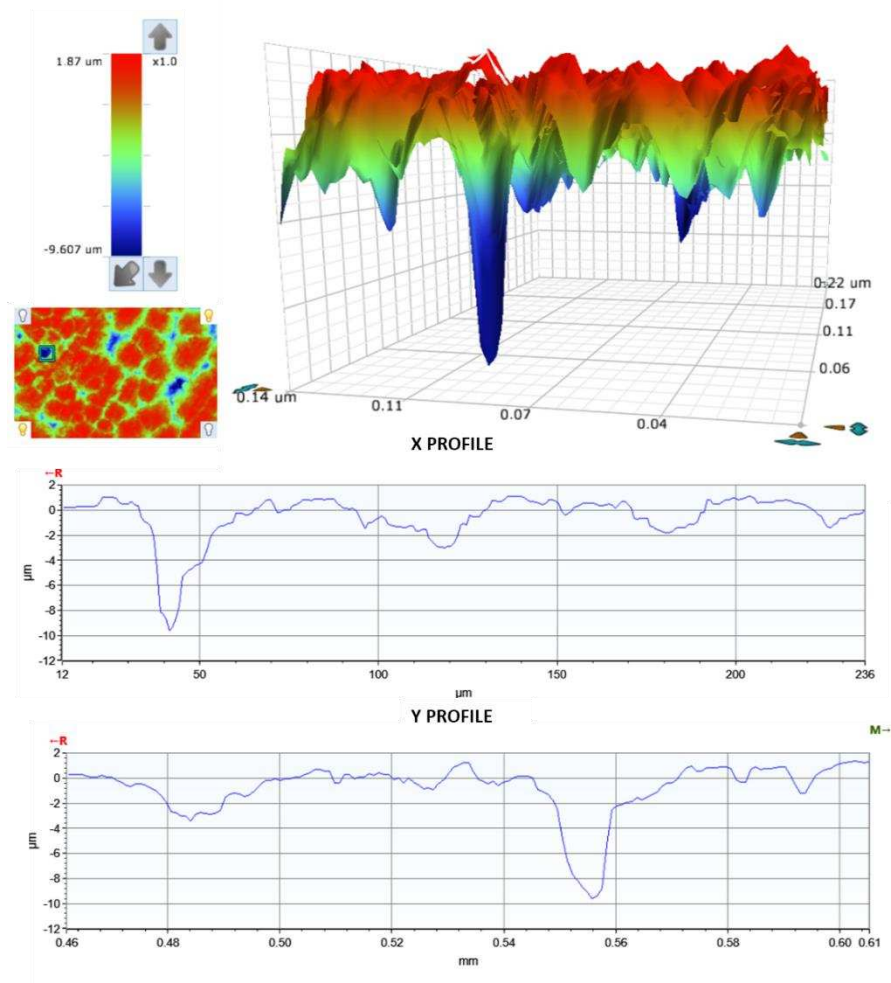 1.87 um
x1.0
-9.607 um
0.22 um
0.17
0.11
0.06
0.14 um
0.11
0.07
0.04
X PROFILE
←R
2
0
-2
-4
-6
-8
-10
-12
µm
12
50
100
150
200
236
µm
Y PROFILE
←R
M→
2
0
-2
-4
-6
-8
-10
-12
µm
0.46
0.48
0.50
0.52
0.54
0.56
0.58
0.60
0.61
mm